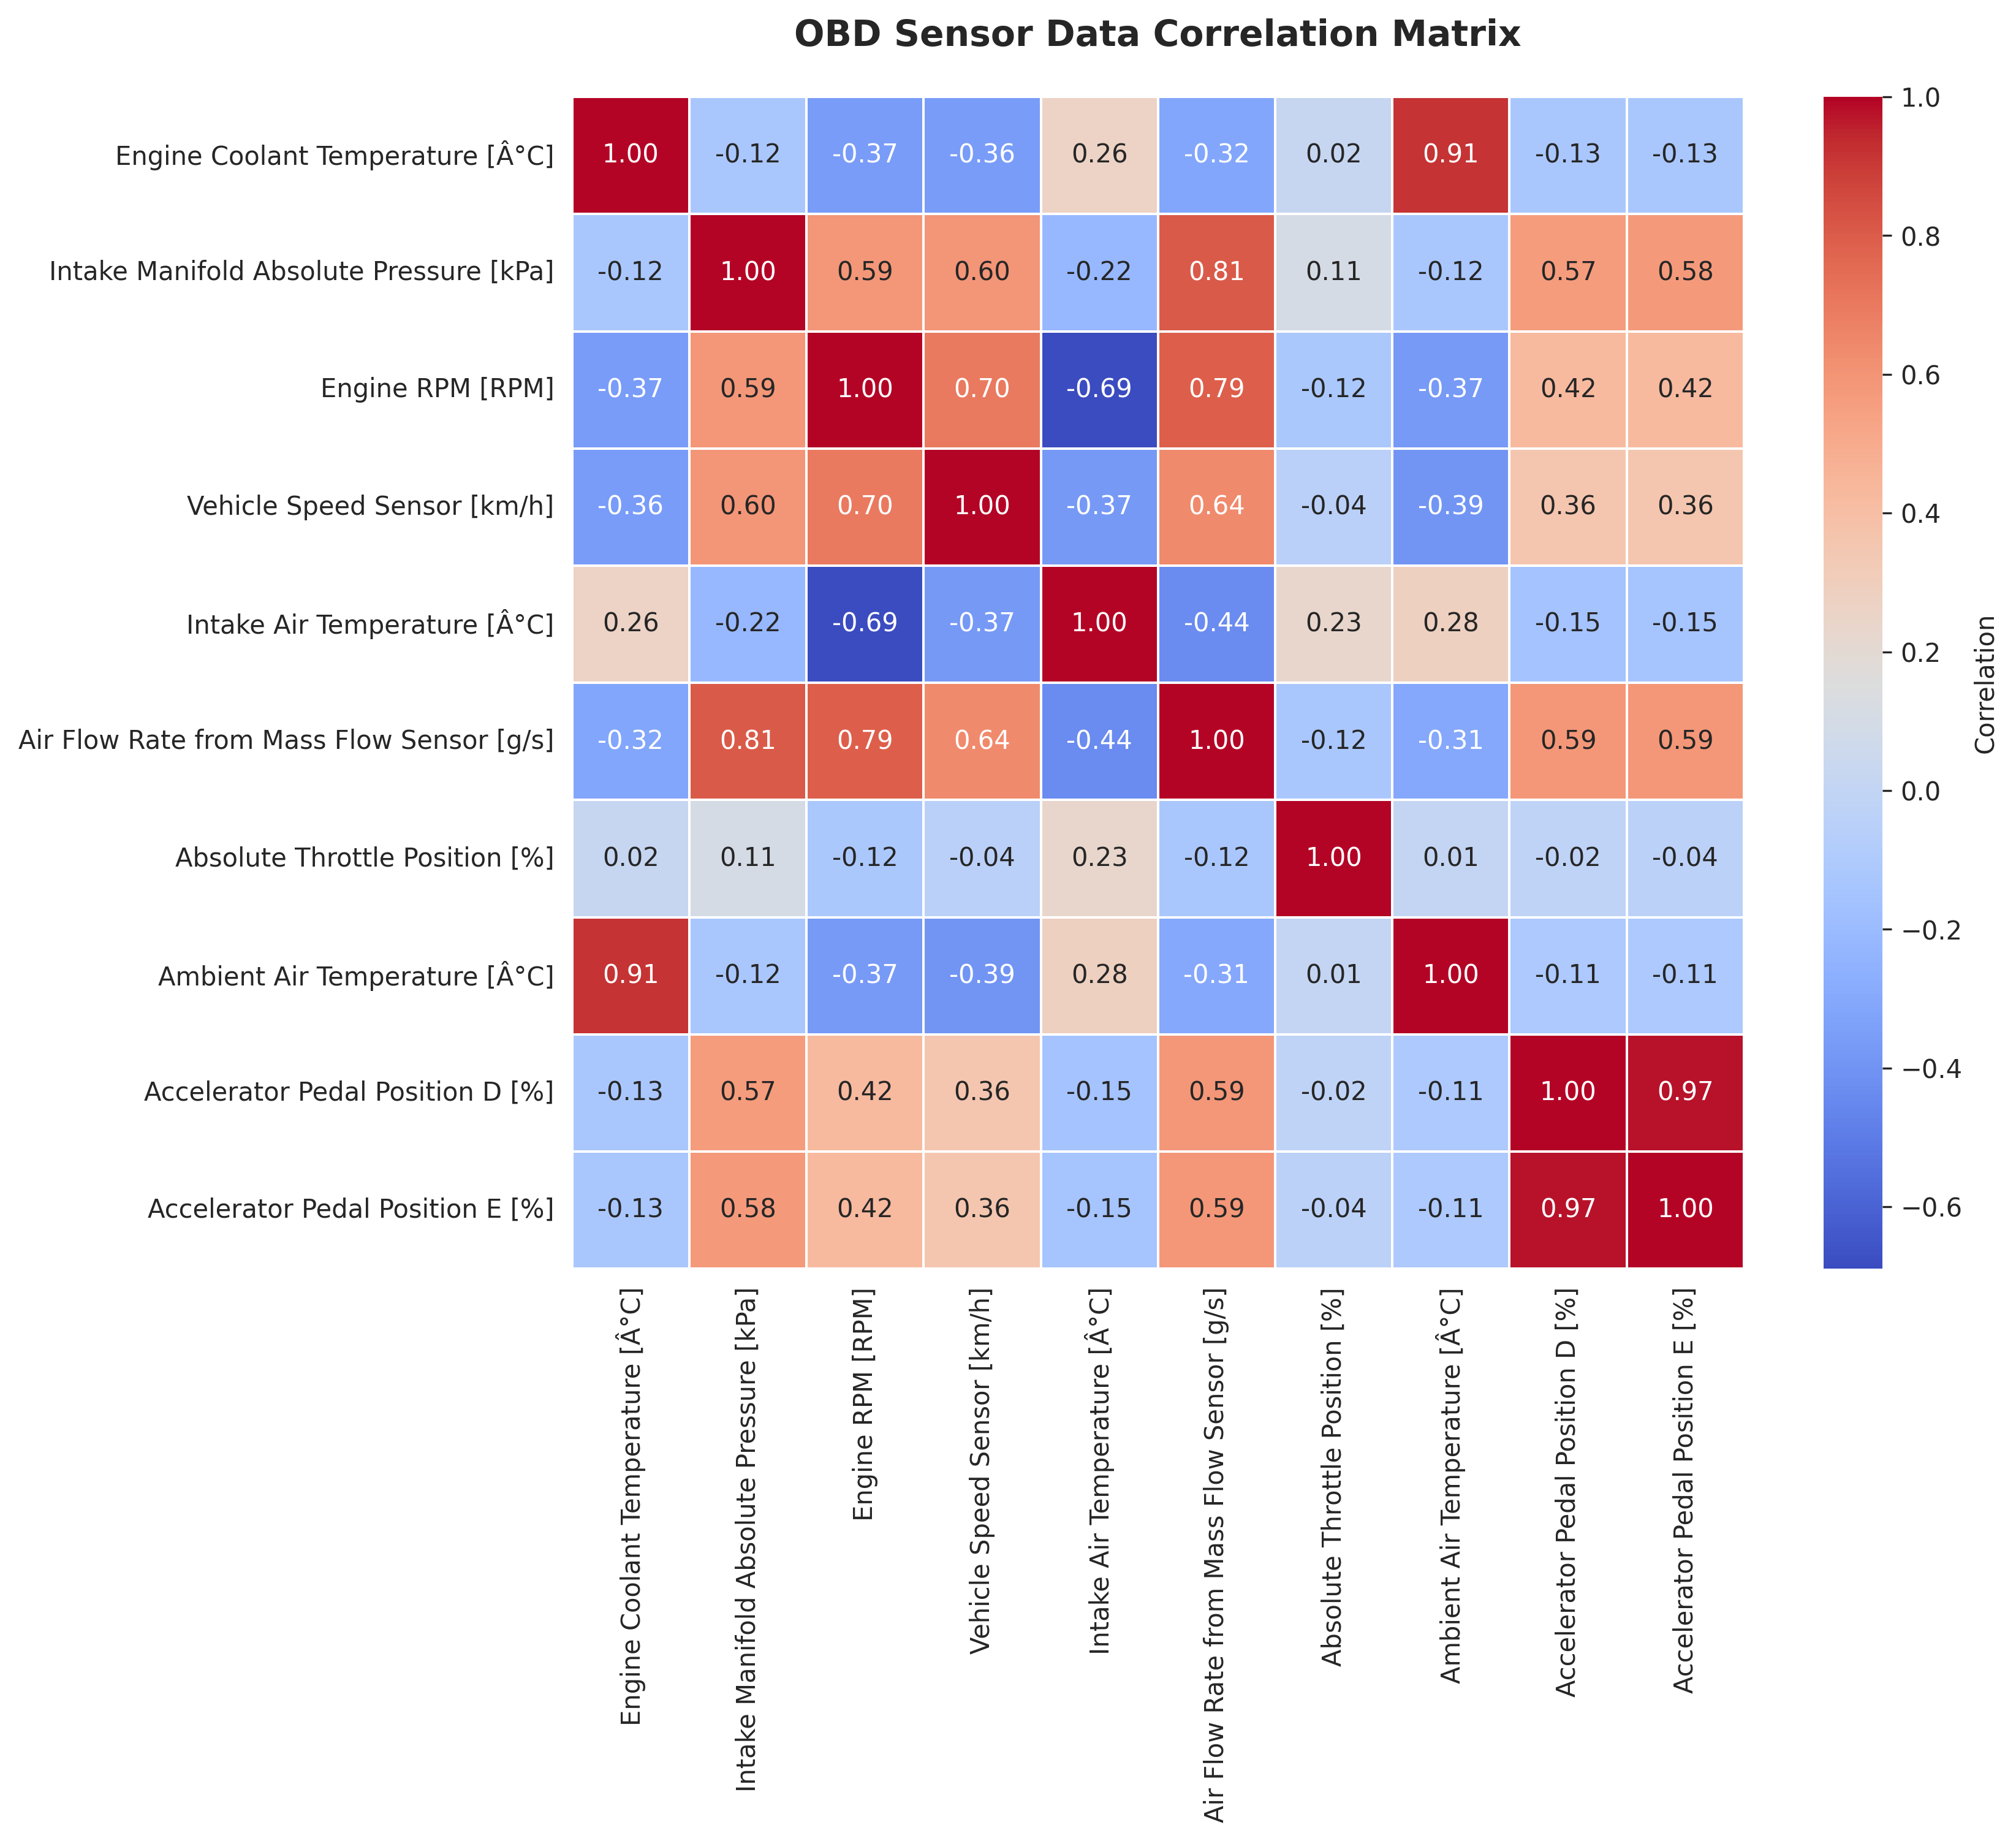 OBD Sensor Data Correlation Matrix
Engine Coolant Temperature [Â°C] 1.00 -0.12 -0.37 -0.36 0.26 -0.32 0.02 0.91 -0.13 -0.13
Intake Manifold Absolute Pressure [kPa] -0.12 1.00 0.59 0.60 -0.22 0.81 0.11 -0.12 0.57 0.58
Engine RPM [RPM] -0.37 0.59 1.00 0.70 -0.69 0.79 -0.12 -0.37 0.42 0.42
Vehicle Speed Sensor [km/h] -0.36 0.60 0.70 1.00 -0.37 0.64 -0.04 -0.39 0.36 0.36
Intake Air Temperature [Â°C] 0.26 -0.22 -0.69 -0.37 1.00 -0.44 0.23 0.28 -0.15 -0.15
Air Flow Rate from Mass Flow Sensor [g/s] -0.32 0.81 0.79 0.64 -0.44 1.00 -0.12 -0.31 0.59 0.59
Absolute Throttle Position [%] 0.02 0.11 -0.12 -0.04 0.23 -0.12 1.00 0.01 -0.02 -0.04
Ambient Air Temperature [Â°C] 0.91 -0.12 -0.37 -0.39 0.28 -0.31 0.01 1.00 -0.11 -0.11
Accelerator Pedal Position D [%] -0.13 0.57 0.42 0.36 -0.15 0.59 -0.02 -0.11 1.00 0.97
Accelerator Pedal Position E [%] -0.13 0.58 0.42 0.36 -0.15 0.59 -0.04 -0.11 0.97 1.00
Engine Coolant Temperature [Â°C]
Intake Manifold Absolute Pressure [kPa]
Engine RPM [RPM]
Vehicle Speed Sensor [km/h]
Intake Air Temperature [Â°C]
Air Flow Rate from Mass Flow Sensor [g/s]
Absolute Throttle Position [%]
Ambient Air Temperature [Â°C]
Accelerator Pedal Position D [%]
Accelerator Pedal Position E [%]
1.0
0.8
0.6
0.4
0.2
0.0
−0.2
−0.4
−0.6
Correlation